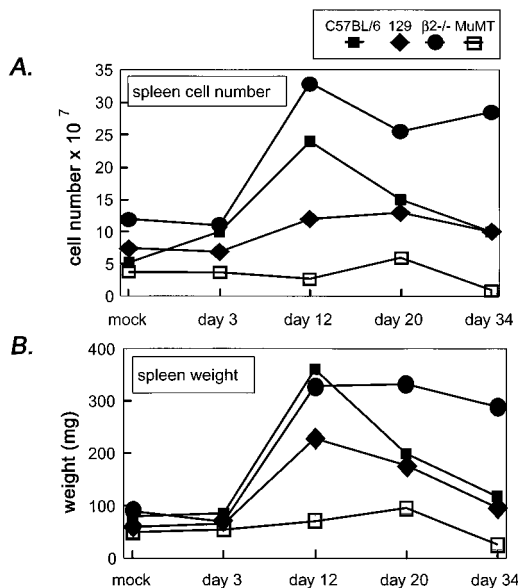 C57BL/6 129 β2-/- MuMT
A.
spleen cell number
cell number x 10^7
35
30
25
20
15
10
5
0
mock day 3 day 12 day 20 day 34
B.
spleen weight
weight (mg)
400
300
200
100
0
mock day 3 day 12 day 20 day 34